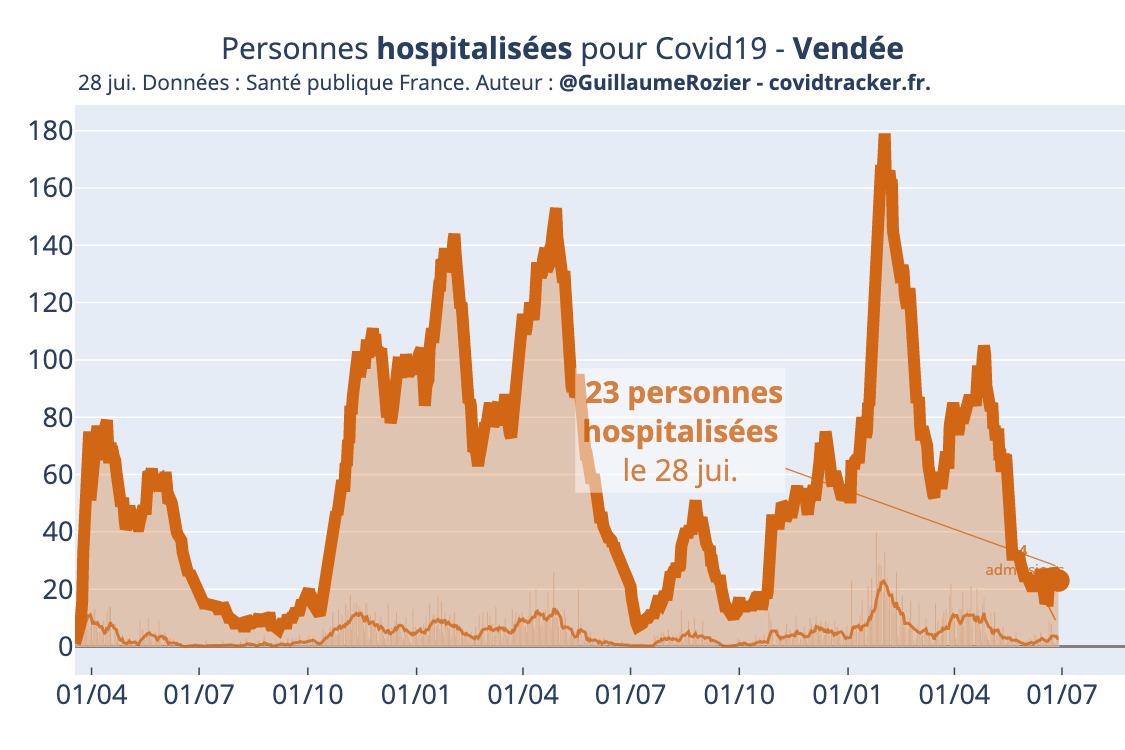 Personnes hospitalisées pour Covid19 - Vendée
28 jui. Données : Santé publique France. Auteur : @GuillaumeRozier - covidtracker.fr.
180
160
140
120
100
80
60
40
20
0
23 personnes
hospitalisées
le 28 jui.
4
01/04 01/07 01/10 01/01 01/04 01/07 01/10 01/01 01/04 01/07